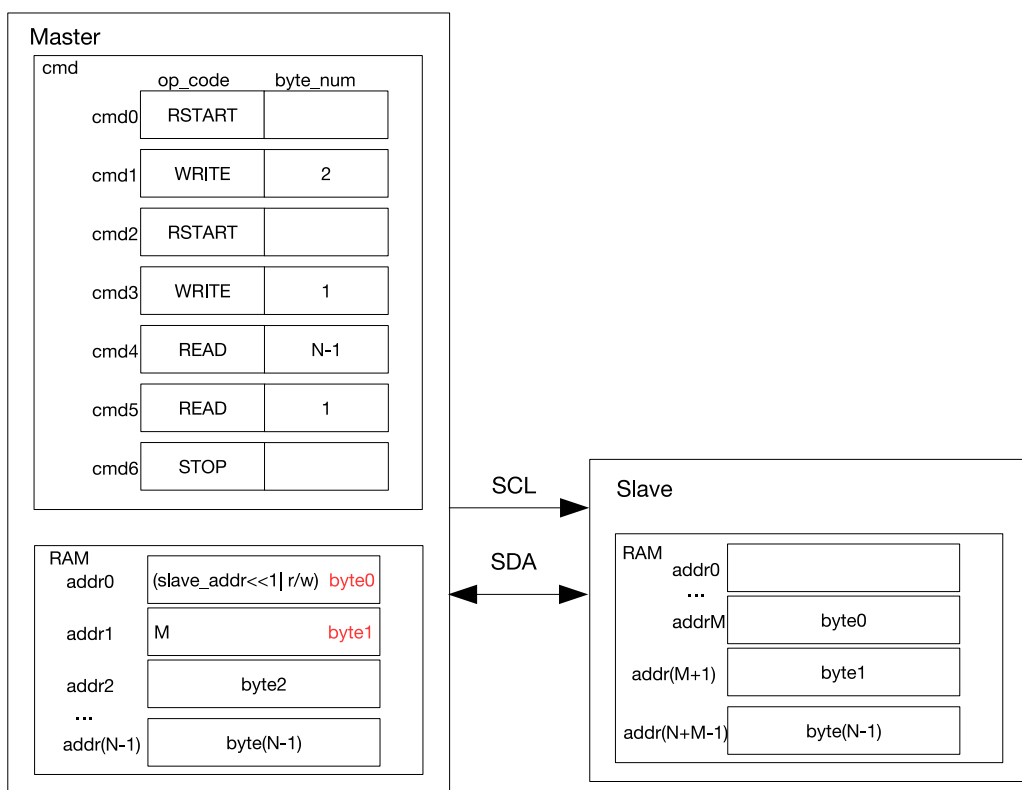 Master
cmd
op_code byte_num
cmd0 RSTART
cmd1 WRITE 2
cmd2 RSTART
cmd3 WRITE 1
cmd4 READ N-1
cmd5 READ 1
cmd6 STOP
SCL
SDA
RAM
addr0 (slave_addr<<1| r/w) byte0
addr1 M byte1
addr2 byte2
...
addr(N-1) byte(N-1)
Slave
RAM
addr0
...
addrM byte0
addr(M+1) byte1
addr(N+M-1) byte(N-1)